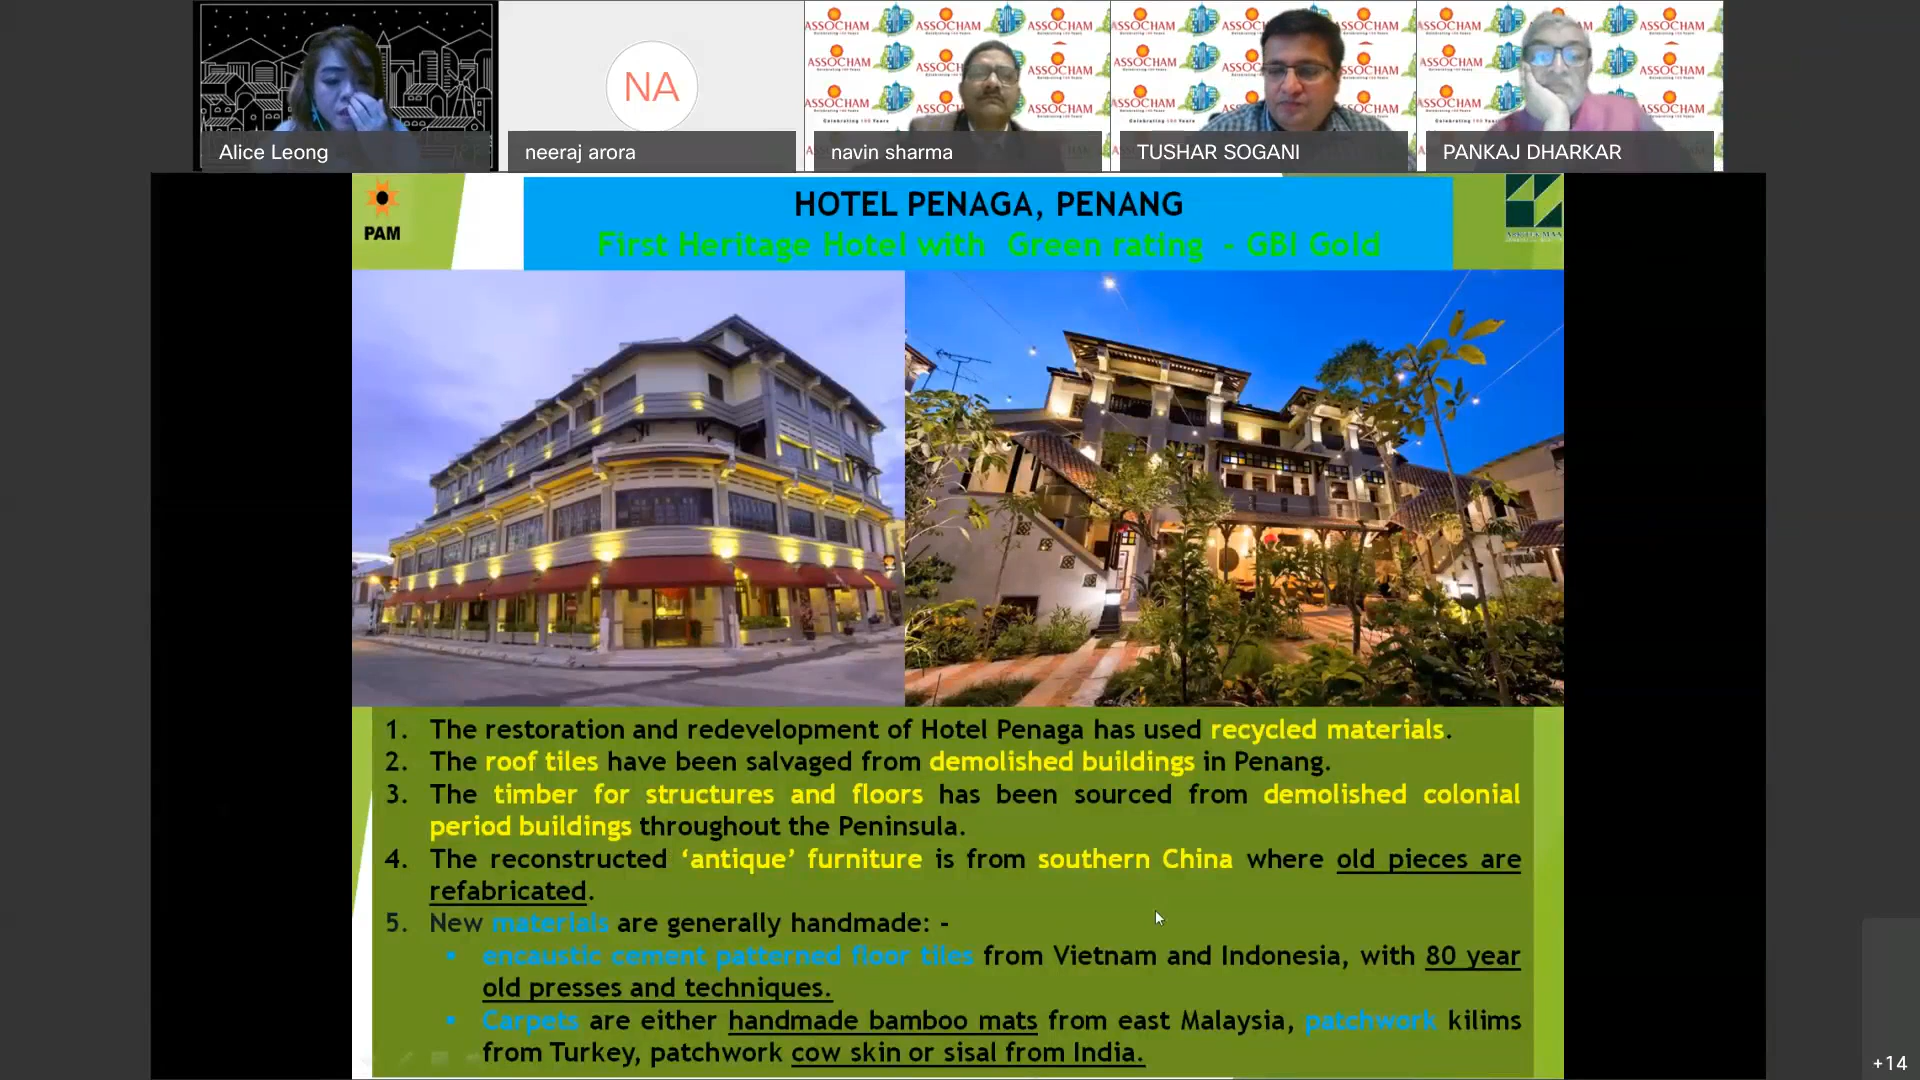 NA
ASSOCHAM
ASSOCHAM
ASSOCHAM
Celebrating 100 Years
Alice Leong
neeraj arora
navin sharma
TUSHAR SOGANI
PANKAJ DHARKAR
PAM
HOTEL PENAGA, PENANG
First Heritage Hotel with Green rating - GBI Gold
1. The restoration and redevelopment of Hotel Penaga has used recycled materials.
2. The roof tiles have been salvaged from demolished buildings in Penang.
3. The timber for structures and floors has been sourced from demolished colonial
period buildings throughout the Peninsula.
4. The reconstructed ‘antique’ furniture is from southern China where old pieces are
refabricated.
5. New materials are generally handmade: -
• encaustic cement patterned floor tiles from Vietnam and Indonesia, with 80 year
old presses and techniques.
• Carpets are either handmade bamboo mats from east Malaysia, patchwork kilims
from Turkey, patchwork cow skin or sisal from India.
+14